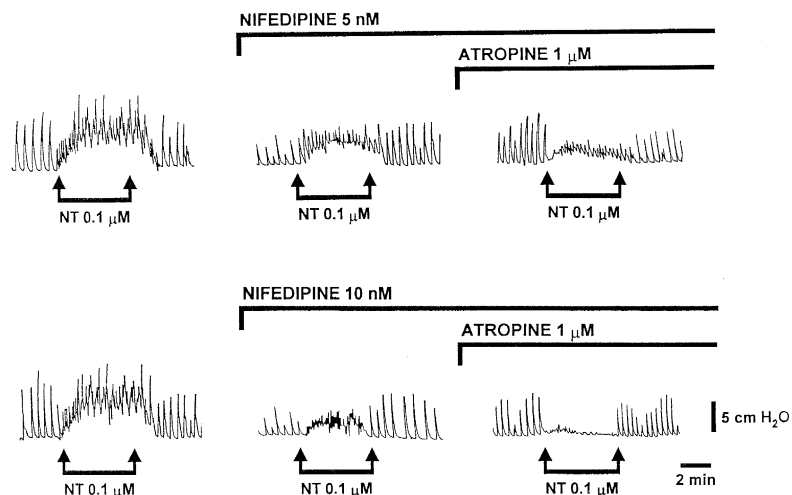 NIFEDIPINE 5 nM
ATROPINE 1 μM
NT 0.1 μM
NT 0.1 μM
NT 0.1 μM
NIFEDIPINE 10 nM
ATROPINE 1 μM
5 cm H₂O
NT 0.1 μM
NT 0.1 μM
NT 0.1 μM
2 min